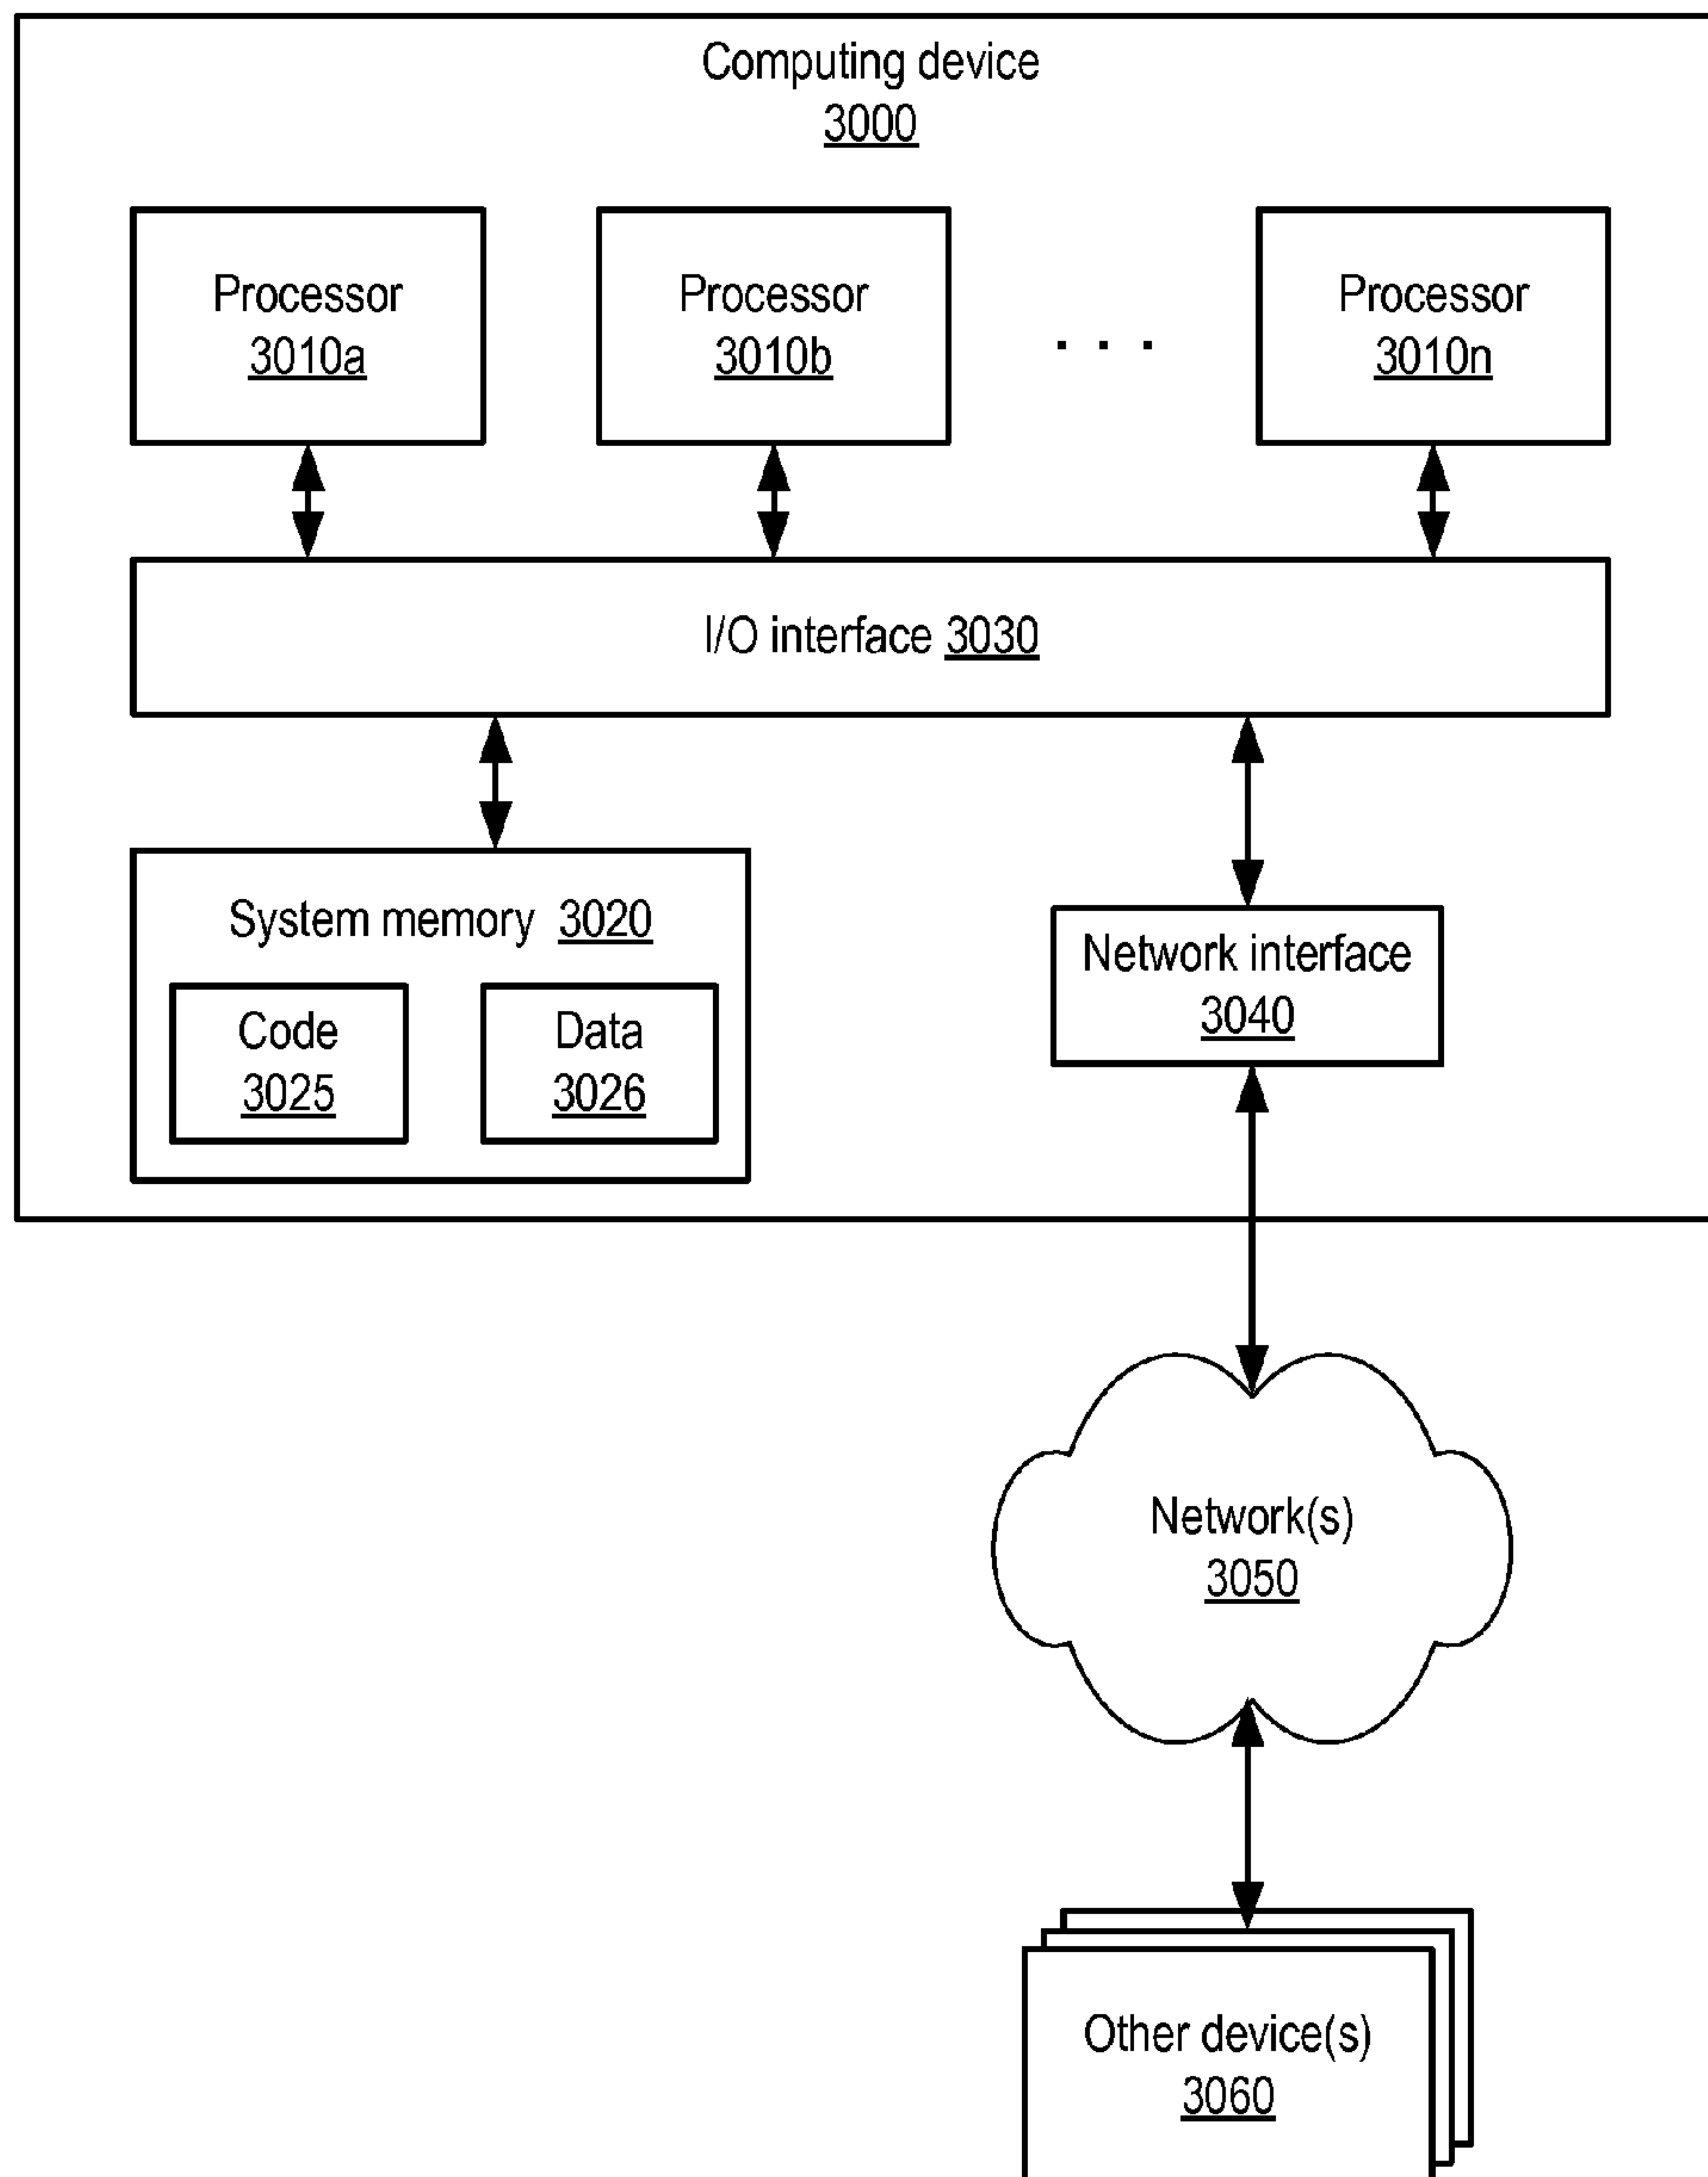 Computing device
3000
Processor
3010a
Processor
3010b
. . .
Processor
3010n
I/O interface 3030
System memory 3020
Code
3025
Data
3026
Network interface
3040
Network(s)
3050
Other device(s)
3060